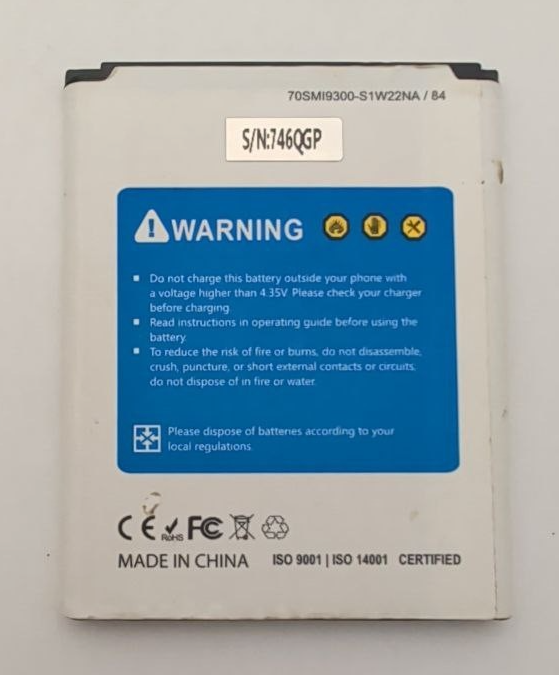 70SMI9300-S1W22NA / 84
S/N:746QGP
WARNING
Do not charge this battery outside your phone with
a voltage higher than 4.35V. Please check your charger
before charging.
Read instructions in operating guide before using the
battery.
To reduce the risk of fire or burns, do not disassemble,
crush, puncture, or short external contacts or circuits,
do not dispose of in fire or water.
Please dispose of batteries according to your
local regulations.
CE RoHS FC
MADE IN CHINA ISO 9001 | ISO 14001 CERTIFIED